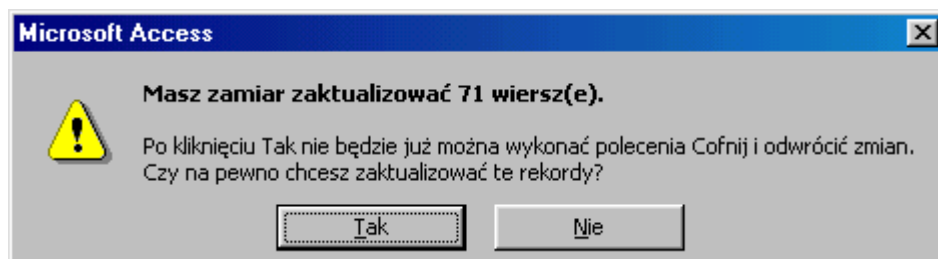 Microsoft Access
Masz zamiar zaktualizować 71 wiersz(e).
Po kliknięciu Tak nie będzie już można wykonać polecenia Cofnij i odwrócić zmian.
Czy na pewno chcesz zaktualizować te rekordy?
Tak Nie